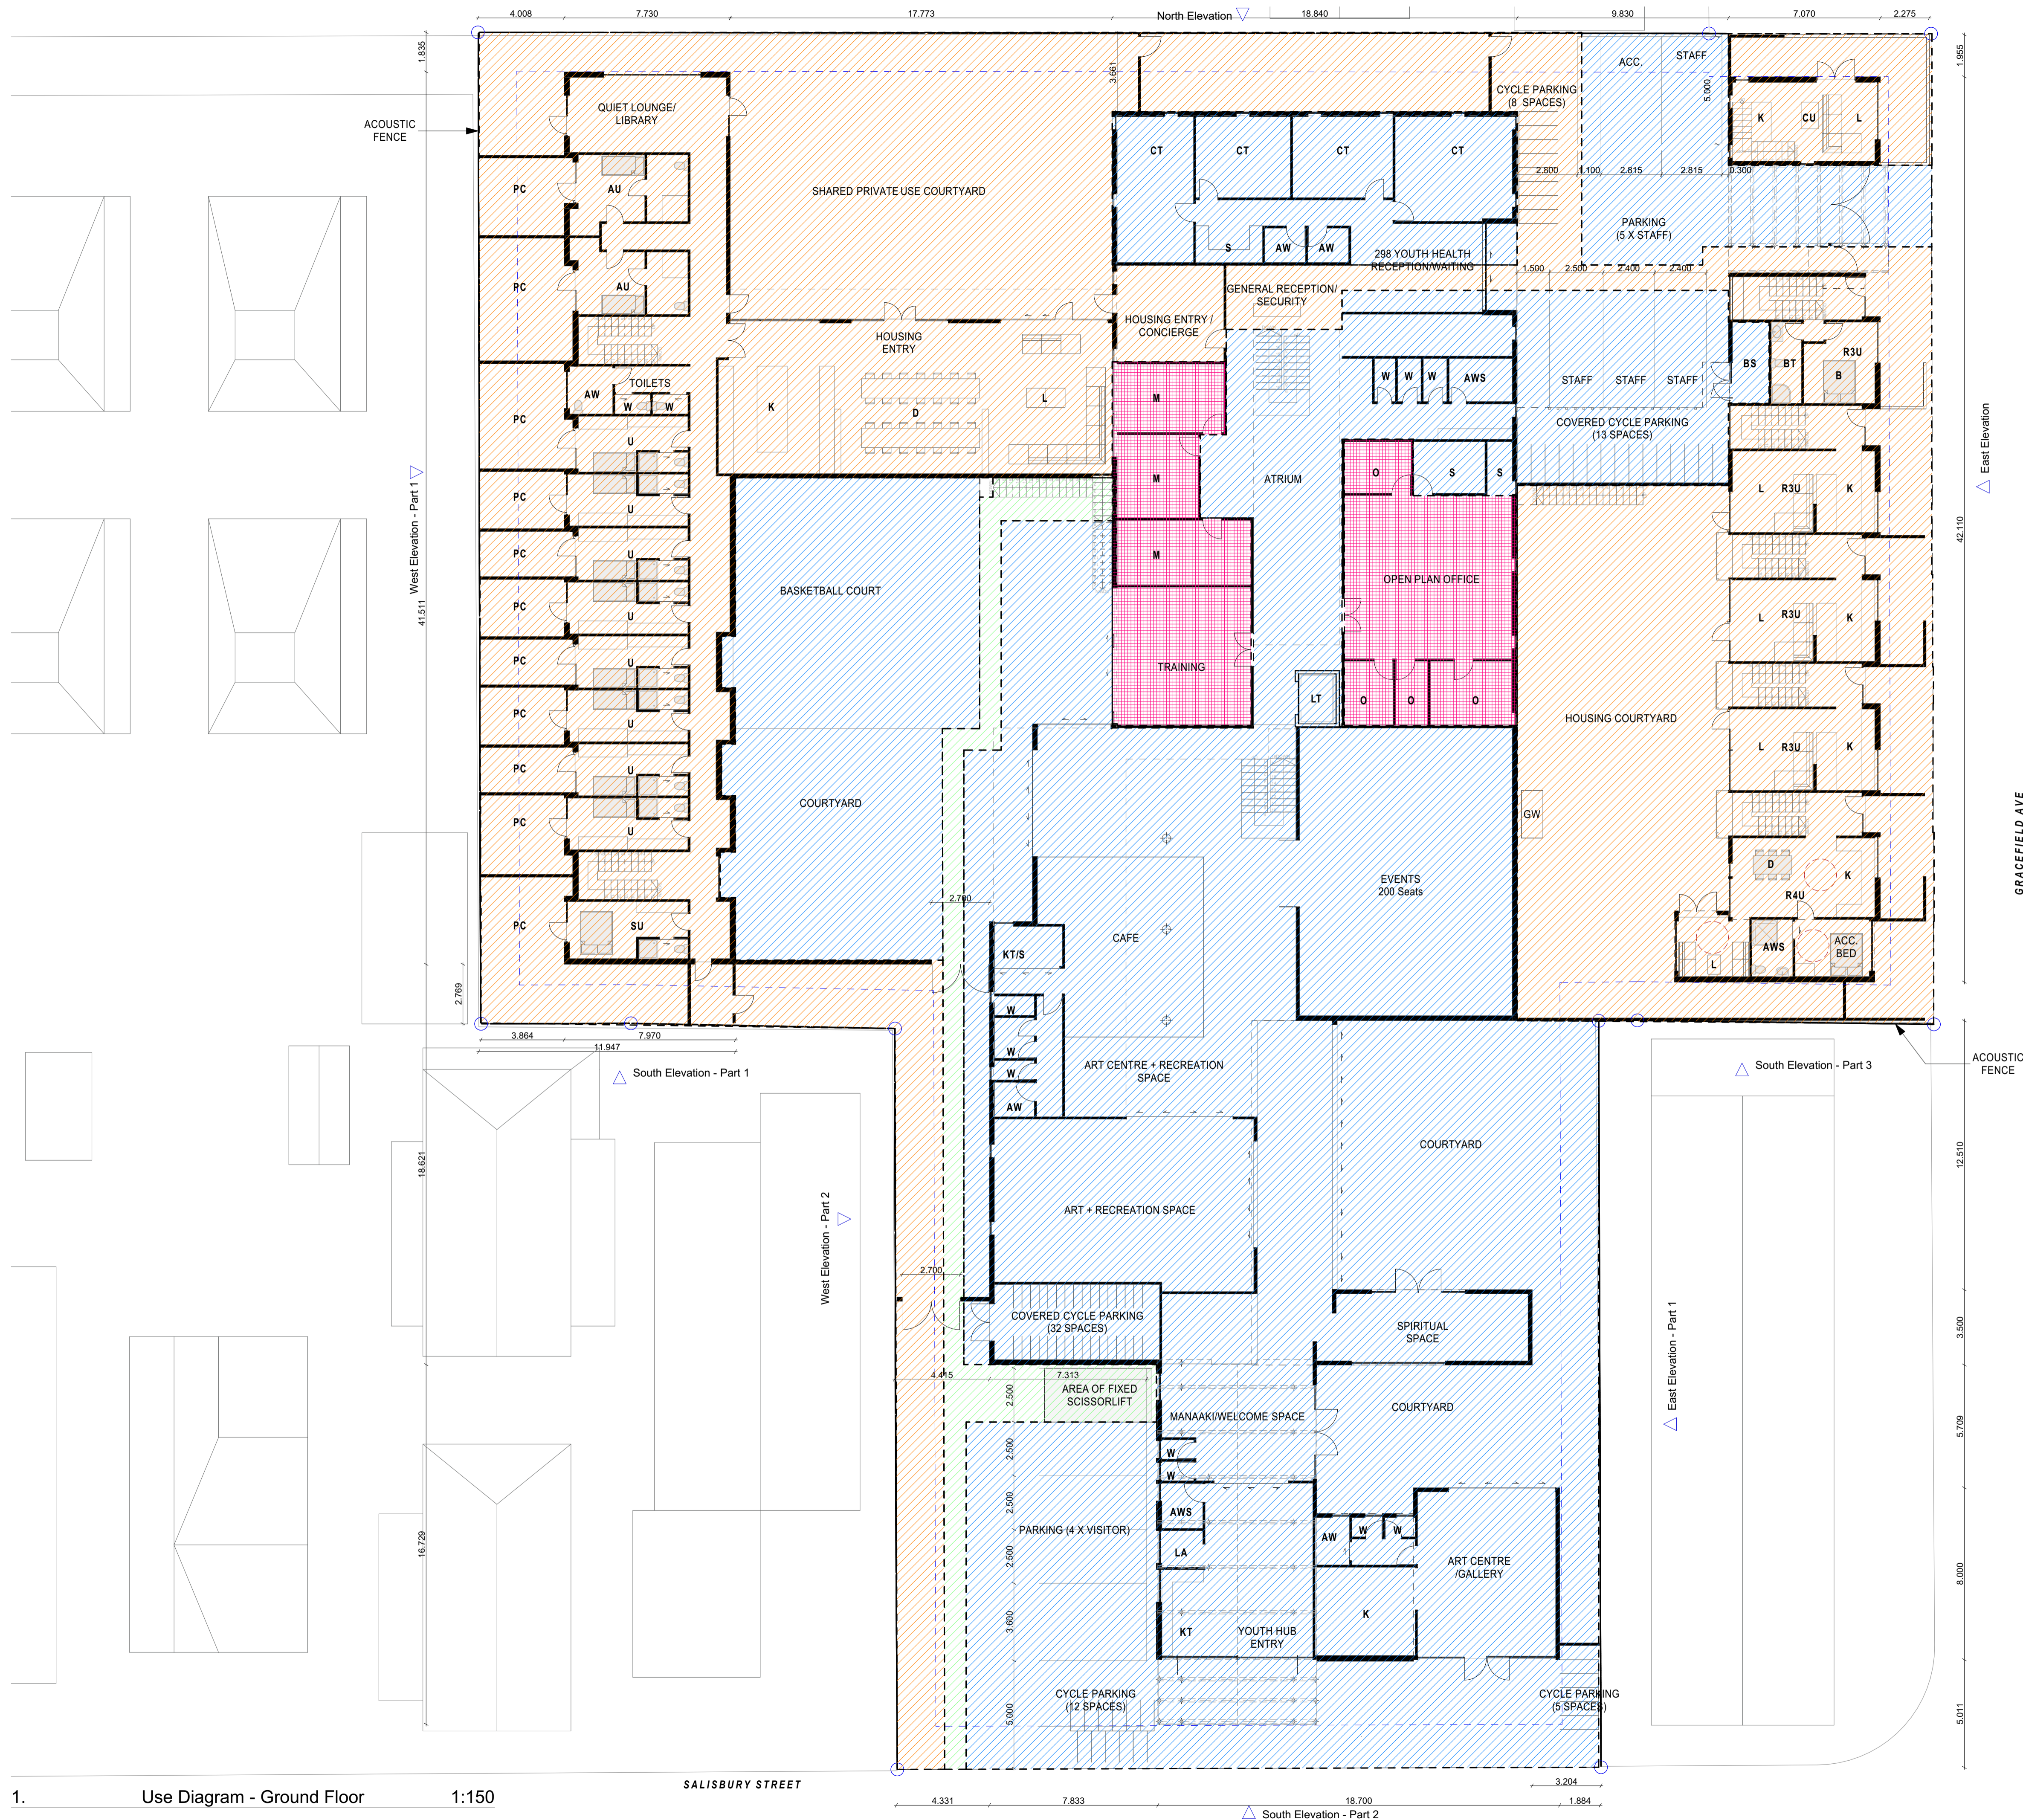 4.008
7.730
17.773
North Elevation
18.840
9.830
7.070
2.275
1.835
3.661
1.955
ACC.
STAFF
5.000
CYCLE PARKING
(8 SPACES)
QUIET LOUNGE/
LIBRARY
K
CU
L
ACOUSTIC
FENCE
CT
CT
CT
CT
2.500
1.100
2.815
2.815
0.300
PC
AU
SHARED PRIVATE USE COURTYARD
PARKING
(5 X STAFF)
S
AW
AW
298 YOUTH HEALTH
RECEPTION/WAITING
1.500
2.500
2.400
2.400
PC
AU
GENERAL RECEPTION/
SECURITY
HOUSING ENTRY /
CONCIERGE
HOUSING
ENTRY
R3U
BS
BT
B
TOILETS
AW
W
W
K
D
L
M
W
W
W
AWS
STAFF
STAFF
STAFF
PC
COVERED CYCLE PARKING
(13 SPACES)
East Elevation
U
West Elevation - Part 1
O
S
S
M
ATRIUM
PC
U
L
R3U
K
42.110
PC
U
M
BASKETBALL COURT
OPEN PLAN OFFICE
41.511
PC
U
L
R3U
K
PC
U
TRAINING
LT
O
O
O
PC
U
HOUSING COURTYARD
L
R3U
K
PC
U
COURTYARD
GW
GRACEFIELD AVE
PC
U
D
K
R4U
EVENTS
200 Seats
2.700
PC
SU
CAFE
KT/S
AWS
ACC.
BED
L
2.769
W
3.864
7.970
11.947
W
W
AW
ART CENTRE + RECREATION
SPACE
South Elevation - Part 1
South Elevation - Part 3
ACOUSTIC
FENCE
COURTYARD
12.510
18.621
West Elevation - Part 2
ART + RECREATION SPACE
2.700
COVERED CYCLE PARKING
(32 SPACES)
SPIRITUAL
SPACE
3.500
East Elevation - Part 1
4.415
7.313
2.500
AREA OF FIXED
SCISSORLIFT
MANAAKI/WELCOME SPACE
COURTYARD
5.709
2.500
W
W
2.500
AWS
PARKING (4 X VISITOR)
AW
W
W
16.729
2.500
LA
ART CENTRE
/GALLERY
8.000
3.600
KT
YOUTH HUB
ENTRY
K
CYCLE PARKING
(12 SPACES)
CYCLE PARKING
(5 SPACES)
5.000
5.011
SALISBURY STREET
3.204
1.
Use Diagram - Ground Floor
1:150
4.331
7.833
18.700
1.884
South Elevation - Part 2